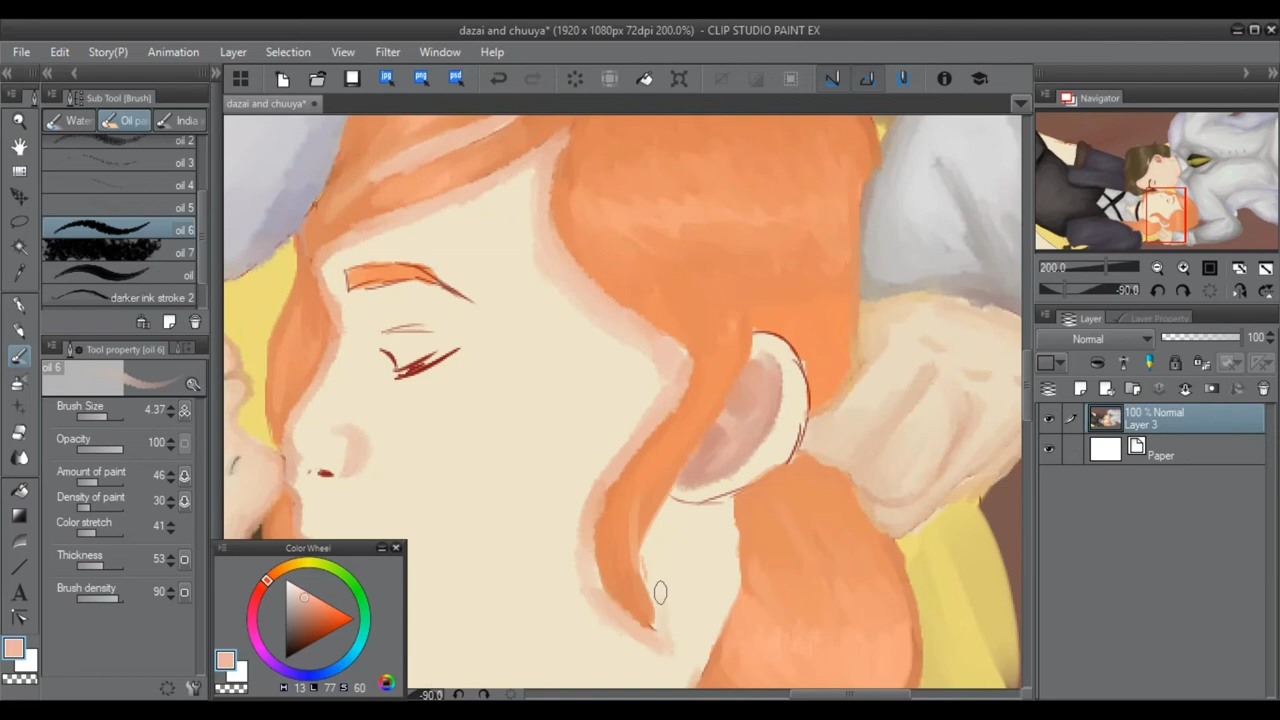 dazai and chuuya* (1920 x 1080px 72dpi 200.0%) - CLIP STUDIO PAINT EX
File Edit Story(P) Animation Layer Selection View Filter Window Help
jpg png psd
Sub Tool [Brush]
dazai and chuuya*
Navigator
Water Oil pa India
oil 2
oil 3
oil 4
oil 5
oil 6
oil 7
oil
darker ink stroke 2
200.0
-90.0
Layer Layer Property
Normal 100
Tool property [oil 6]
oil 6
Brush Size 4.37
Opacity 100
Amount of paint 46
Density of paint 30
Color stretch 41
Thickness 53
Brush density 90
100 % Normal
Layer 3
Paper
Color Wheel
H 13 L 77 S 60
-90.0